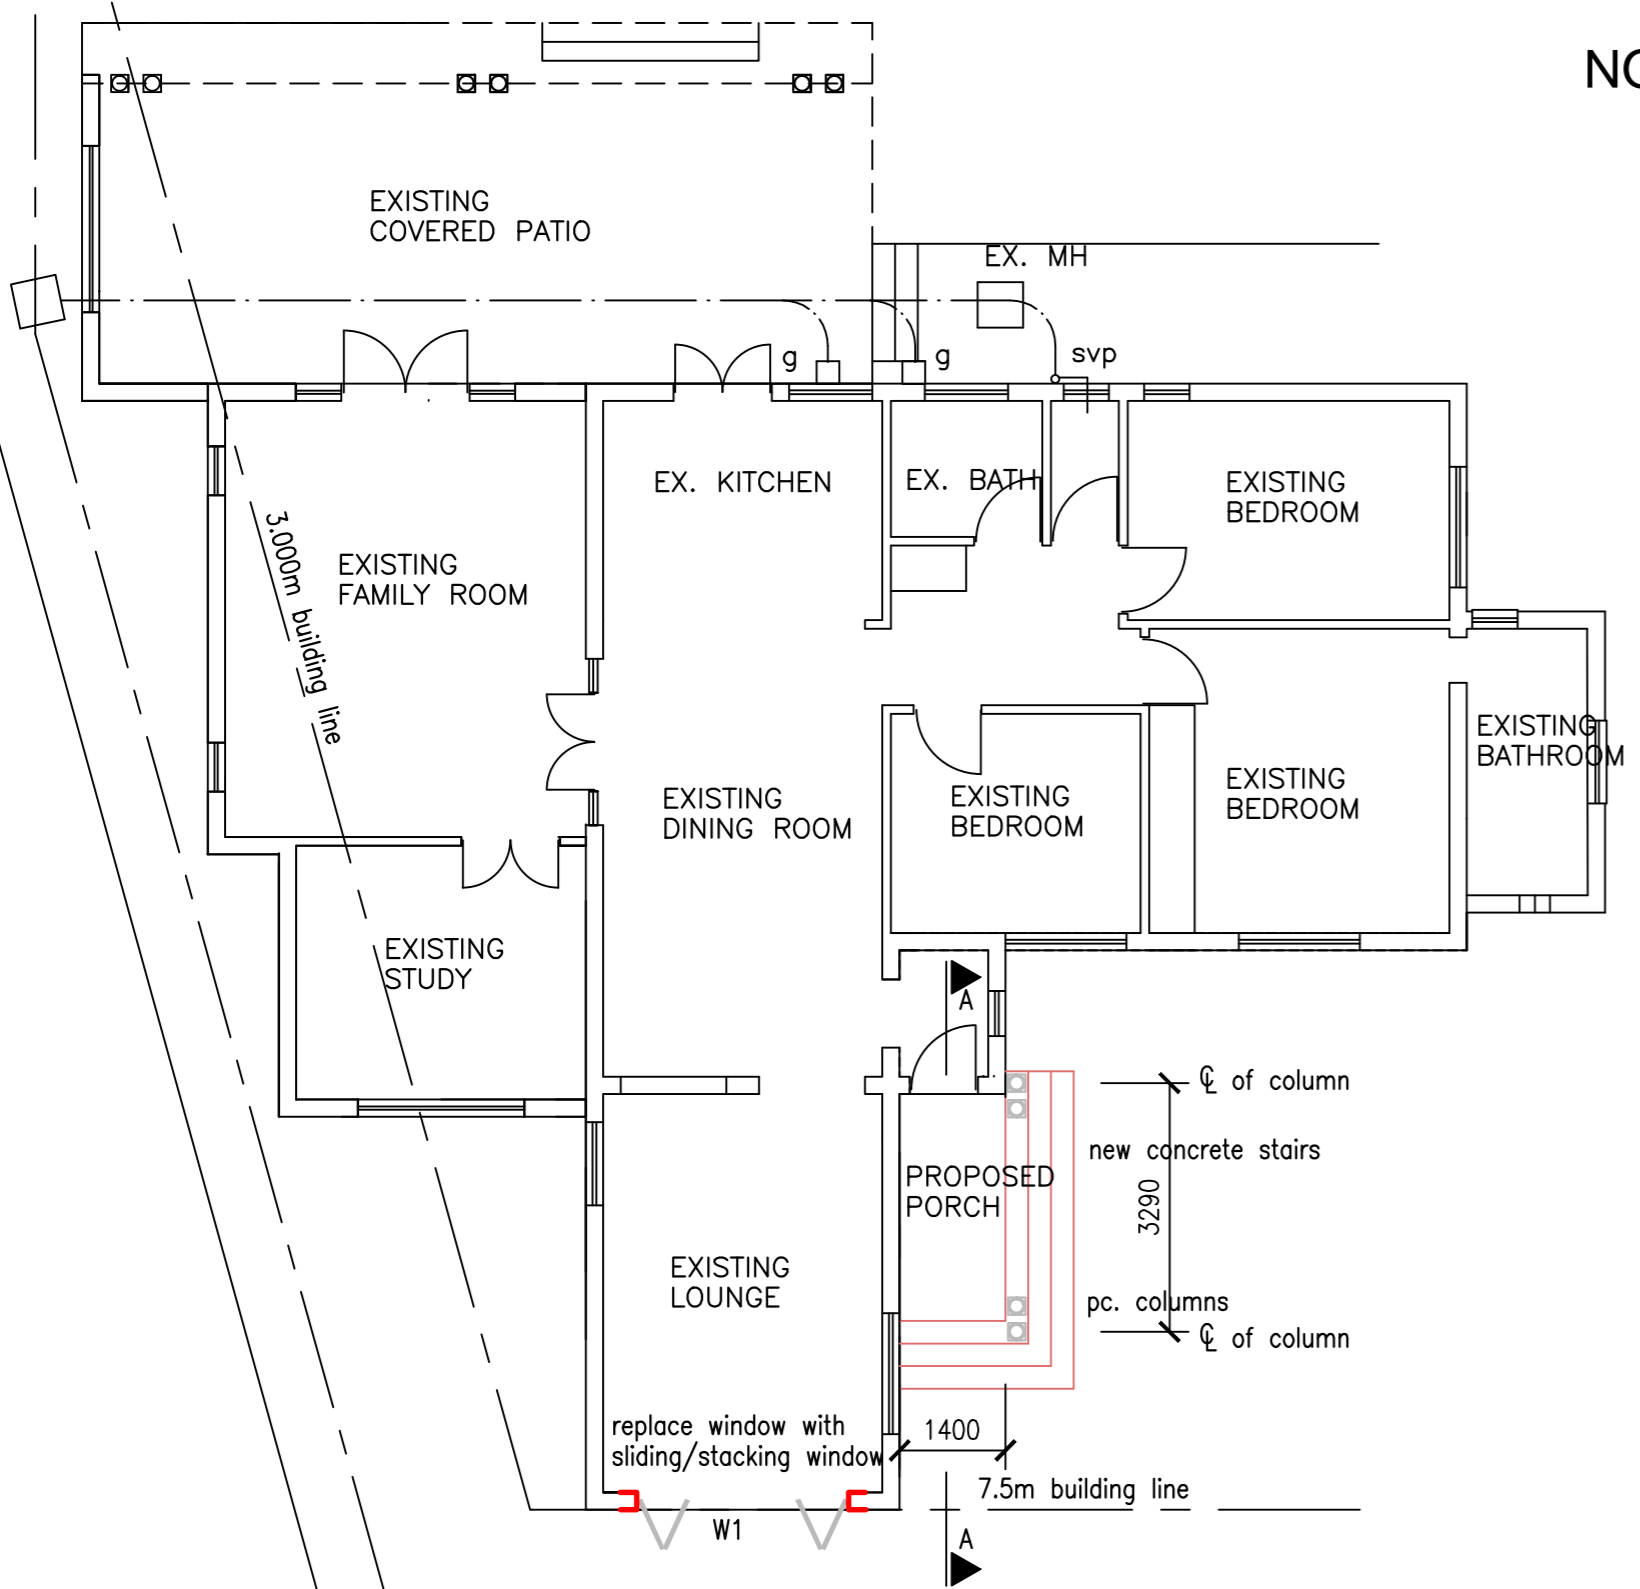 NO
EXISTING
COVERED PATIO
EX. MH
g
g
svp
EX. KITCHEN
EX. BATH
EXISTING
BEDROOM
EXISTING
FAMILY ROOM
3.000m building line
EXISTING
BATHROOM
EXISTING
DINING ROOM
EXISTING
BEDROOM
EXISTING
BEDROOM
EXISTING
STUDY
A
℄ of column
new concrete stairs
PROPOSED
PORCH
3290
EXISTING
LOUNGE
pc. columns
℄ of column
replace window with
sliding/stacking window
1400
7.5m building line
W1
A